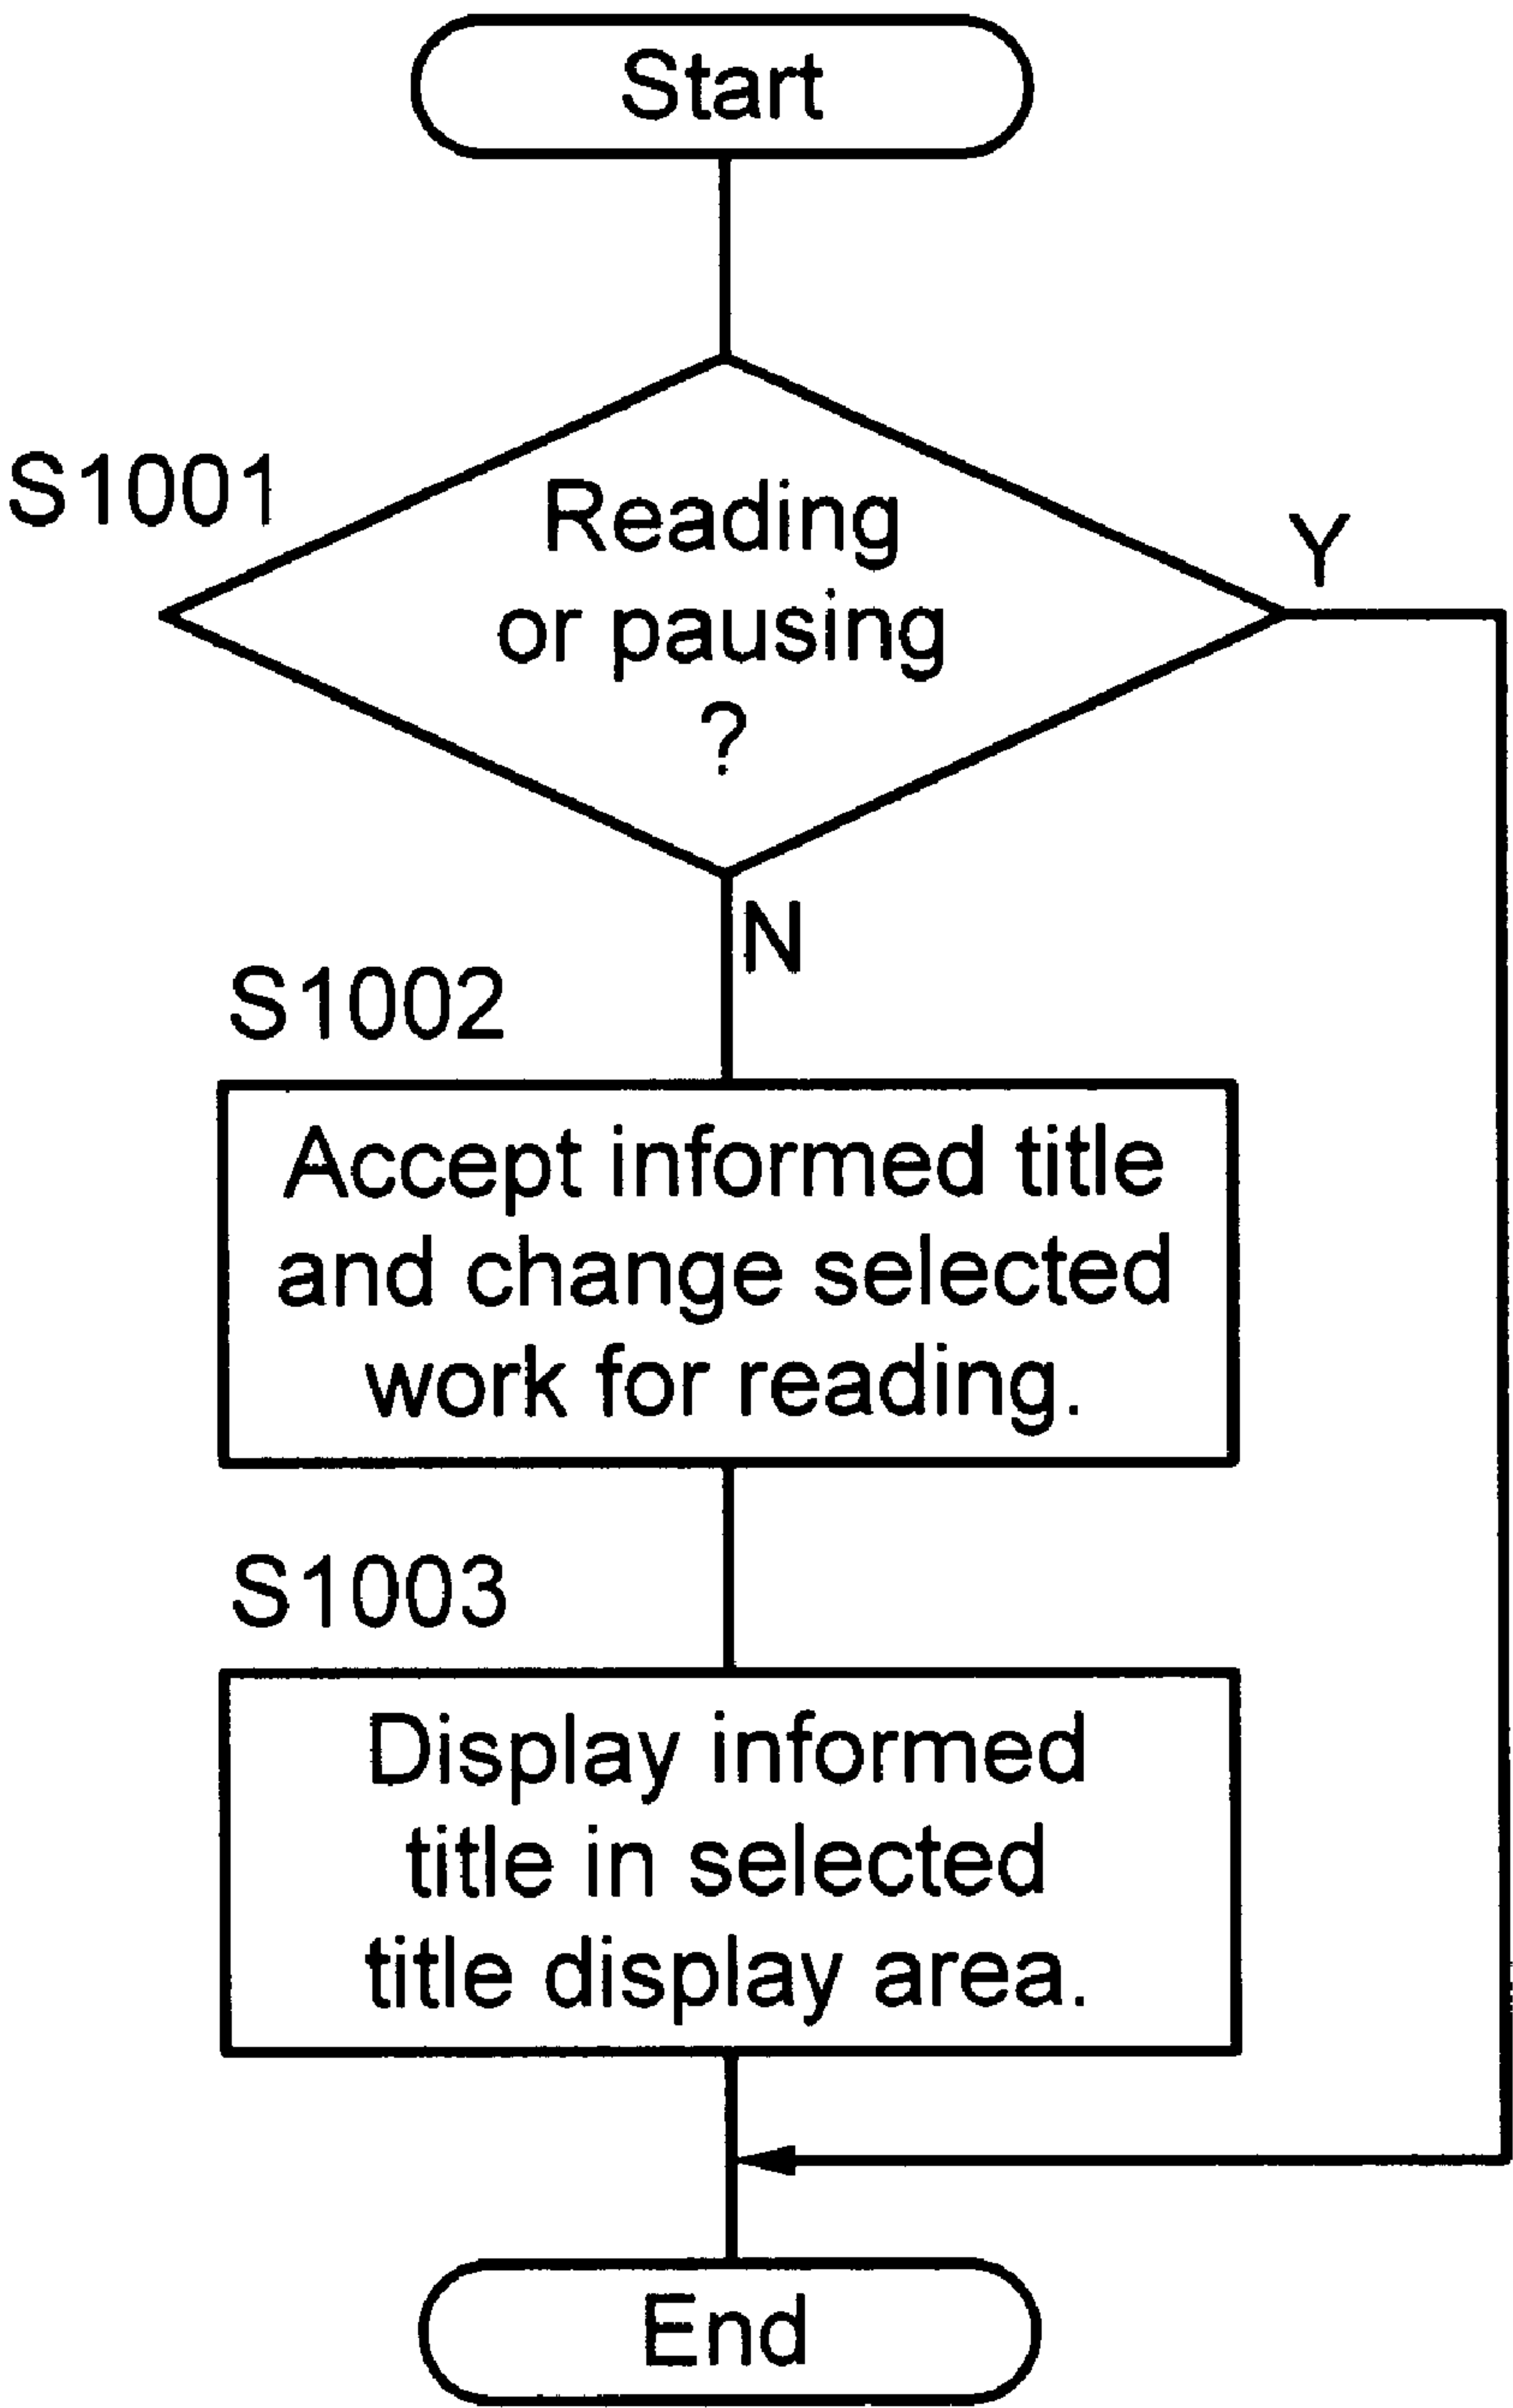 Start
S1001
Reading
or pausing
?
Y
N
S1002
Accept informed title
and change selected
work for reading.
S1003
Display informed
title in selected
title display area.
End